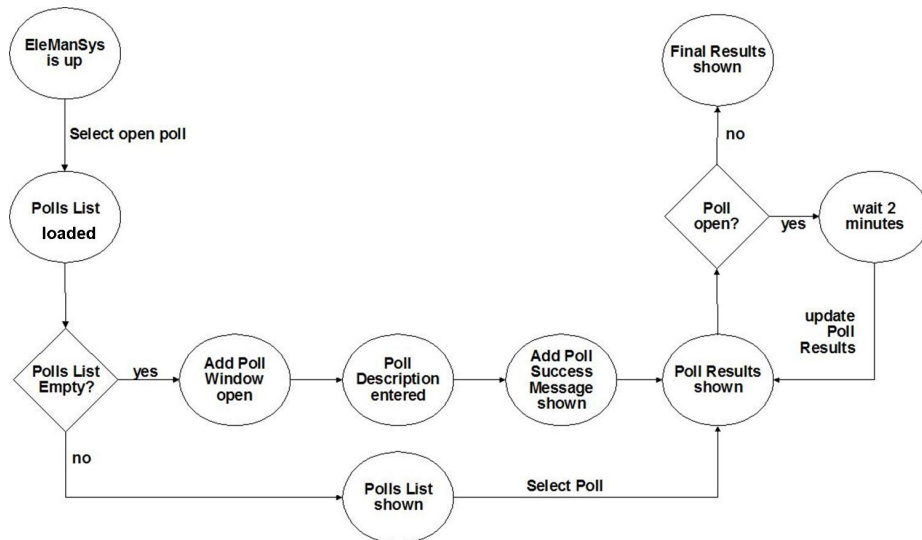 EleManSys
is up
Select open poll
Polls List
loaded
Polls List
Empty?
yes
no
Add Poll
Window
open
Poll
Description
entered
Add Poll
Success
Message
shown
Polls List
shown
Select Poll
Poll Results
shown
Poll
open?
no
Final Results
shown
yes
wait 2
minutes
update
Poll
Results